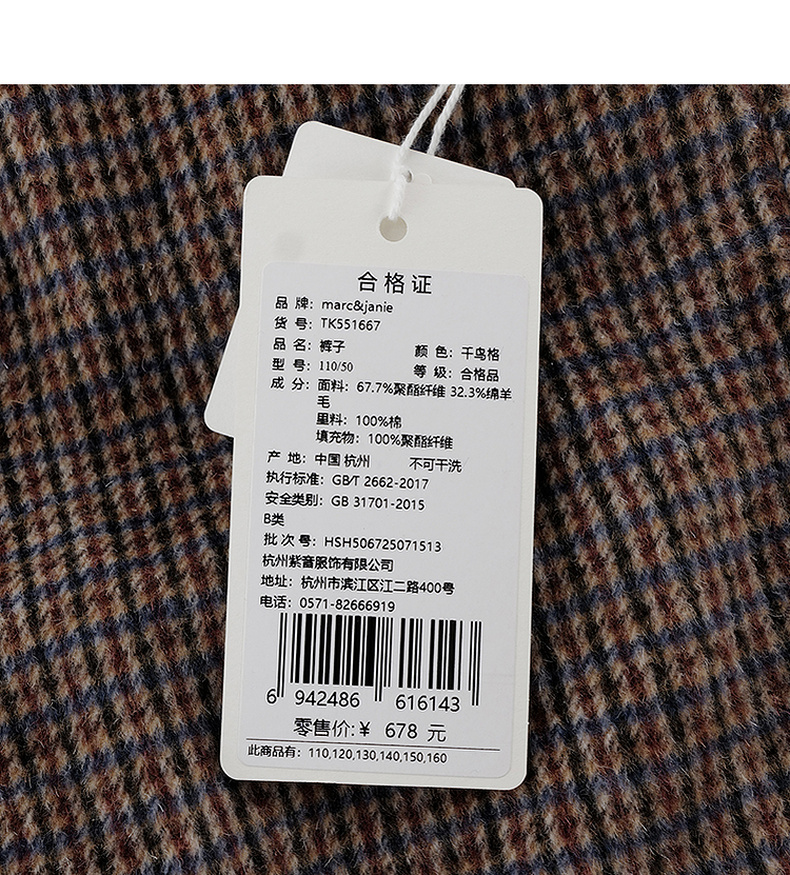 合格证
品 牌：marc&janie
货 号：TK551667
品 名：裤子 颜 色：千鸟格
型 号：110/50 等 级：合格品
成 分：面料：67.7%聚酯纤维 32.3%绵羊
毛
里料：100%棉
填充物：100%聚酯纤维
产 地：中国 杭州 不可干洗
执行标准：GB/T 2662-2017
安全类别：GB 31701-2015
B类
批 次 号：HSH506725071513
杭州紫薔服饰有限公司
地址：杭州市滨江区江二路400号
电话：0571-82666919
6 942486 616143
零售价:¥ 678 元
此商品有：110,120,130,140,150,160